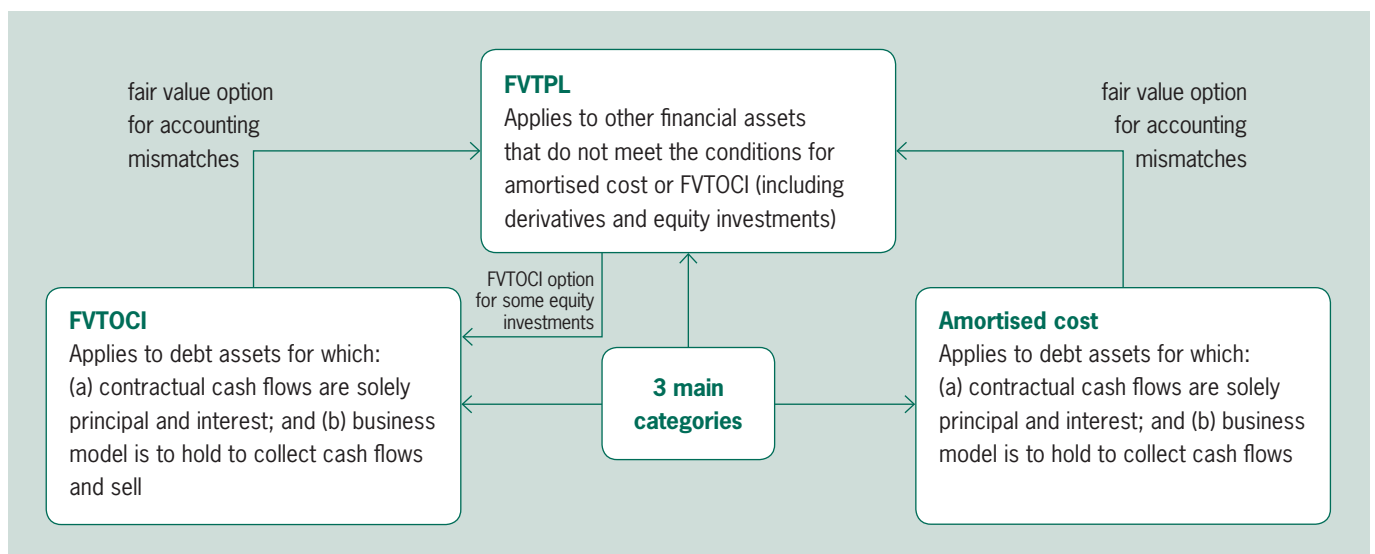 fair value option
for accounting
mismatches
FVTPL
Applies to other financial assets
that do not meet the conditions for
amortised cost or FVTOCI (including
derivatives and equity investments)
fair value option
for accounting
mismatches
FVTOCI option
for some equity
investments
FVTOCI
Applies to debt assets for which:
(a) contractual cash flows are solely
principal and interest; and (b) business
model is to hold to collect cash flows
and sell
3 main
categories
Amortised cost
Applies to debt assets for which:
(a) contractual cash flows are solely
principal and interest; and (b) business
model is to hold to collect cash flows